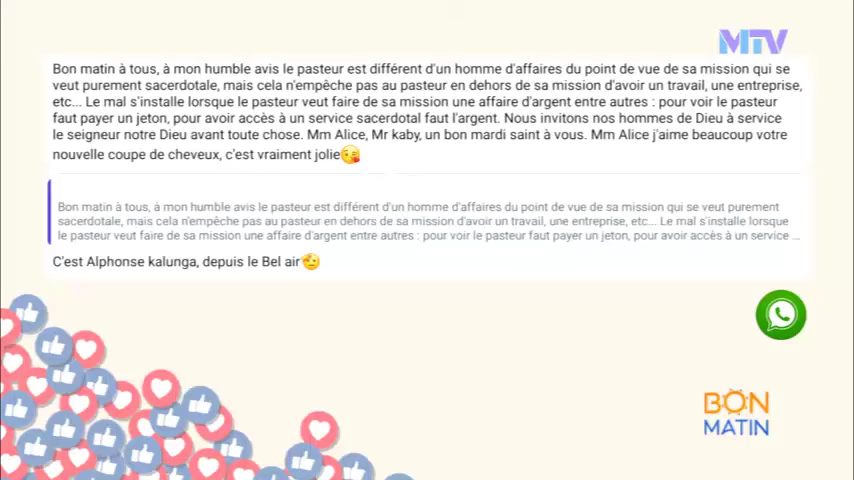 MTV
Bon matin à tous, à mon humble avis le pasteur est différent d'un homme d'affaires du point de vue de sa mission qui se
veut purement sacerdotale, mais cela n'empêche pas au pasteur en dehors de sa mission d'avoir un travail, une entreprise,
etc... Le mal s'installe lorsque le pasteur veut faire de sa mission une affaire d'argent entre autres : pour voir le pasteur
faut payer un jeton, pour avoir accès à un service sacerdotal faut l'argent. Nous invitons nos hommes de Dieu à service
le seigneur notre Dieu avant toute chose. Mm Alice, Mr kaby, un bon mardi saint à vous. Mm Alice j'aime beaucoup votre
nouvelle coupe de cheveux, c'est vraiment jolie😘
Bon matin à tous, à mon humble avis le pasteur est différent d'un homme d'affaires du point de vue de sa mission qui se veut purement
sacerdotale, mais cela n'empêche pas au pasteur en dehors de sa mission d'avoir un travail, une entreprise, etc... Le mal s'installe lorsque
le pasteur veut faire de sa mission une affaire d'argent entre autres : pour voir le pasteur faut payer un jeton, pour avoir accès à un service ...
C'est Alphonse kalunga, depuis le Bel air🫡
BON
MATIN